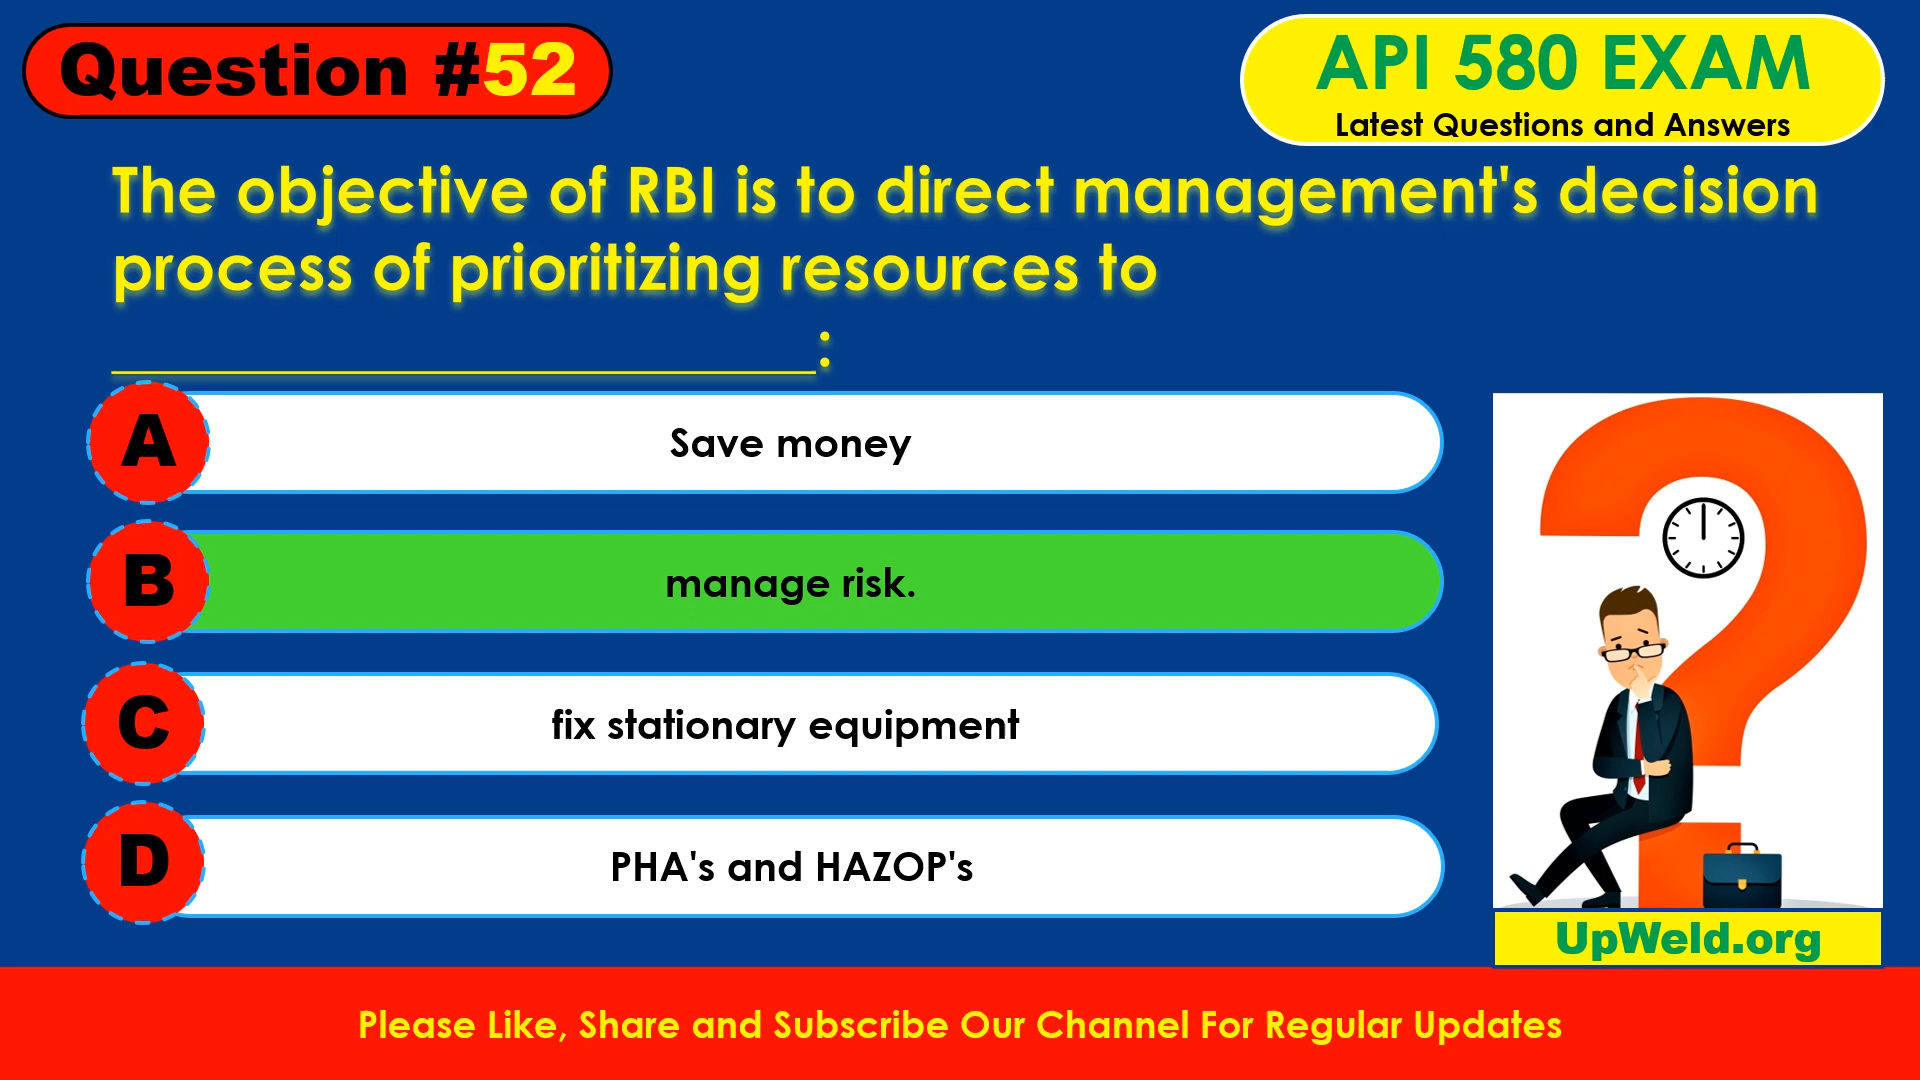 Question #52
API 580 EXAM
Latest Questions and Answers
The objective of RBI is to direct management's decision
process of prioritizing resources to
______________________:
A
Save money
B
manage risk.
C
fix stationary equipment
D
PHA's and HAZOP's
UpWeld.org
Please Like, Share and Subscribe Our Channel For Regular Updates